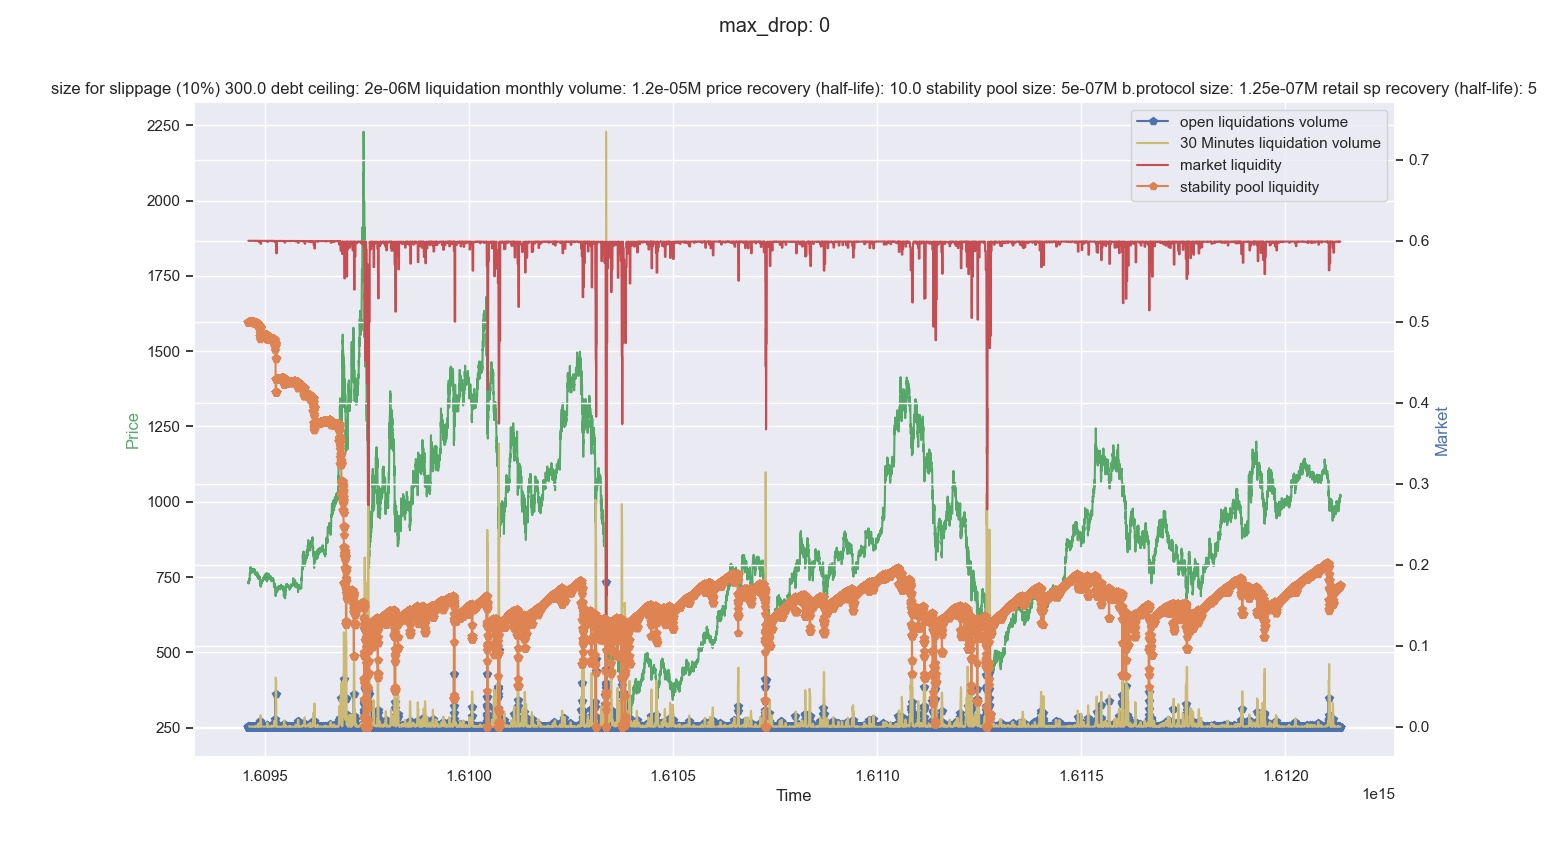 max_drop: 0
size for slippage (10%) 300.0 debt ceiling: 2e-06M liquidation monthly volume: 1.2e-05M price recovery (half-life): 10.0 stability pool size: 5e-07M b.protocol size: 1.25e-07M retail sp recovery (half-life): 5
open liquidations volume
30 Minutes liquidation volume
market liquidity
stability pool liquidity
2250
2000
1750
1500
1250
1000
750
500
250
Price
0.7
0.6
0.5
0.4
0.3
0.2
0.1
0.0
Market
1.6095 1.6100 1.6105 1.6110 1.6115 1.6120
Time
1e15